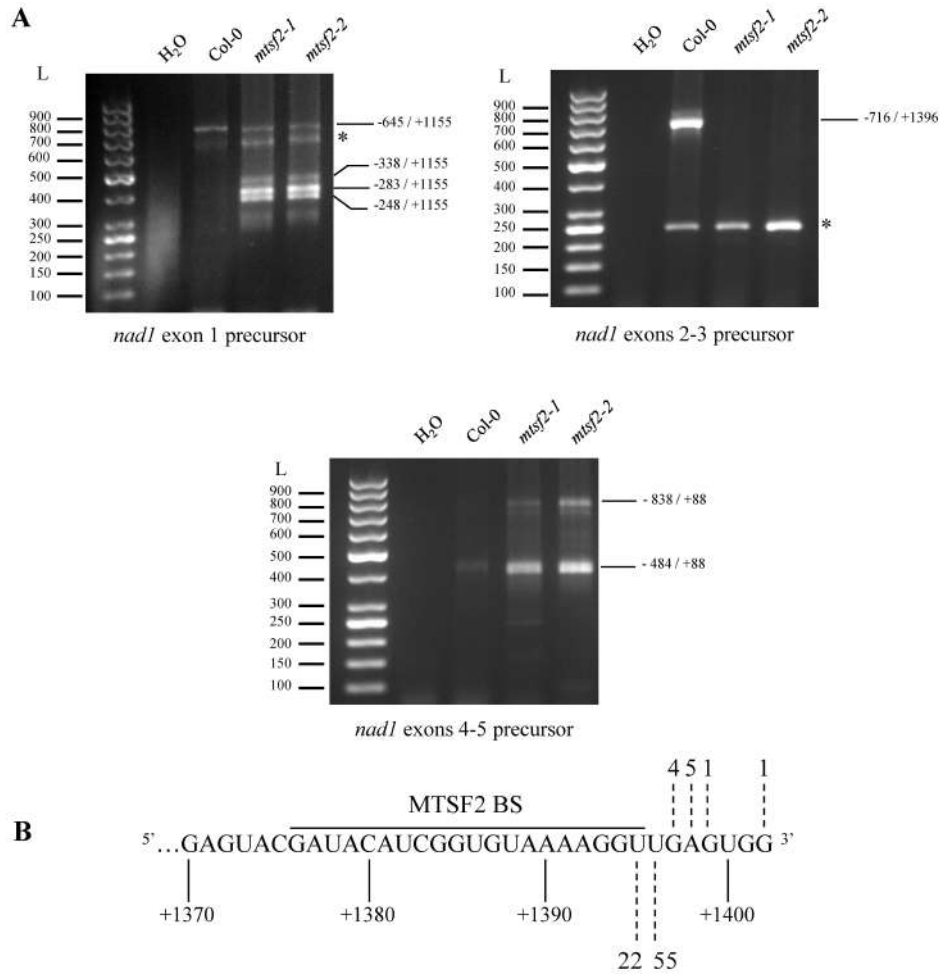 A
H₂O Col-0 mtsf2-1 mtsf2-2
L
900
800
700
600
500
400
300
250
200
150
100
-645 / +1155
*
-338 / +1155
-283 / +1155
-248 / +1155
nad1 exon 1 precursor
H₂O Col-0 mtsf2-1 mtsf2-2
L
900
800
700
600
500
400
300
250
200
150
100
-716 / +1396
*
nad1 exons 2-3 precursor
H₂O Col-0 mtsf2-1 mtsf2-2
L
900
800
700
600
500
400
300
250
200
150
100
- 838 / +88
- 484 / +88
nad1 exons 4-5 precursor
B
4 5 1 1
MTSF2 BS
5’ ...GAGUACGAUACAUCGGUGUAAAAGGUUGAGUGG 3’
+1370 +1380 +1390 +1400
22 55